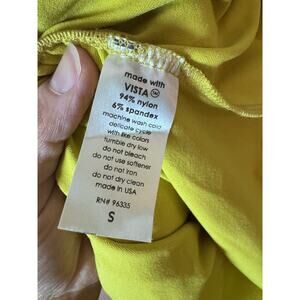 made with
VISTA™
94% nylon
6% spandex
machine wash cold
delicate cycle
with like colors
tumble dry low
do not bleach
do not use softener
do not iron
do not dry clean
made in USA
RN# 96335
S